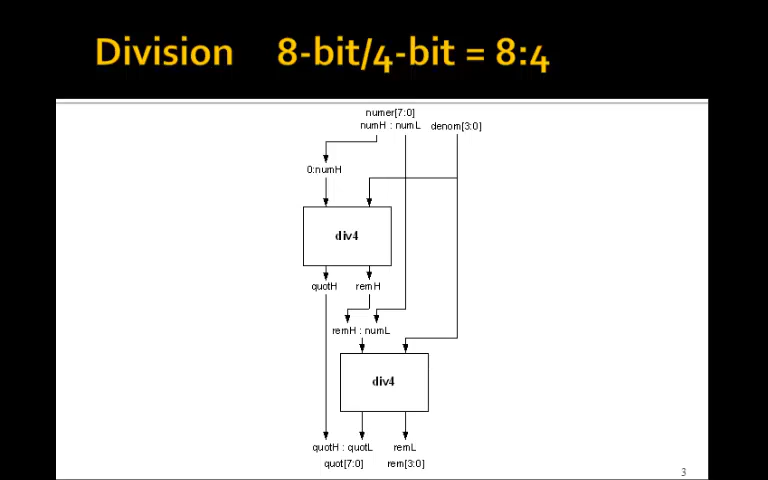 Division 8-bit/4-bit = 8:4
numer[7:0]
numH : numL denom[3:0]
0:numH
div4
quotH remH
remH : numL
div4
quotH : quotL remL
quot[7:0] rem[3:0]
3